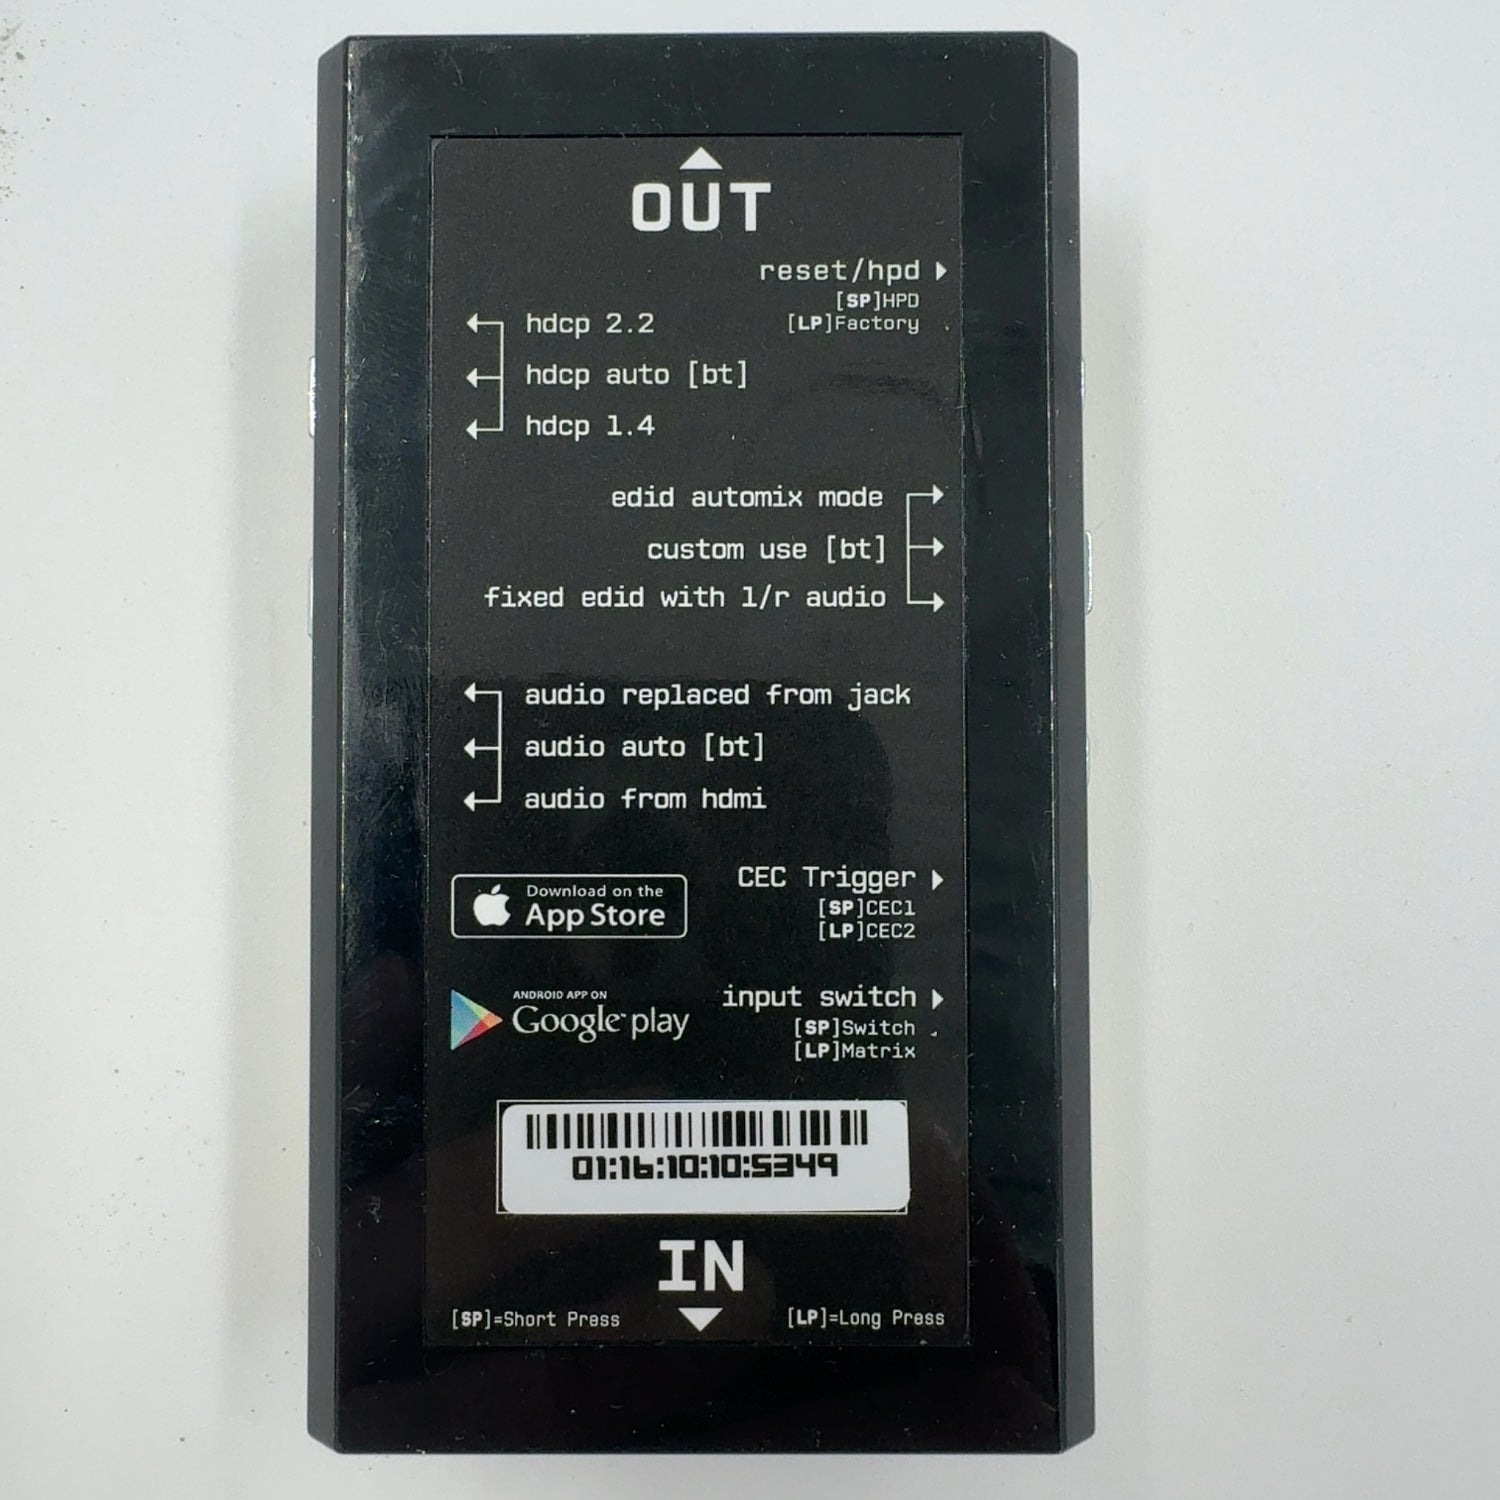 OUT
reset/hpd
[SP]HPD
[LP]Factory
hdcp 2.2
hdcp auto [bt]
hdcp 1.4
edid automix mode
custom use [bt]
fixed edid with l/r audio
audio replaced from jack
audio auto [bt]
audio from hdmi
CEC Trigger
[SP]CEC1
[LP]CEC2
Download on the
App Store
input switch
[SP]Switch
[LP]Matrix
ANDROID APP ON
Google play
01:16:10:10:5349
IN
[SP]=Short Press
[LP]=Long Press